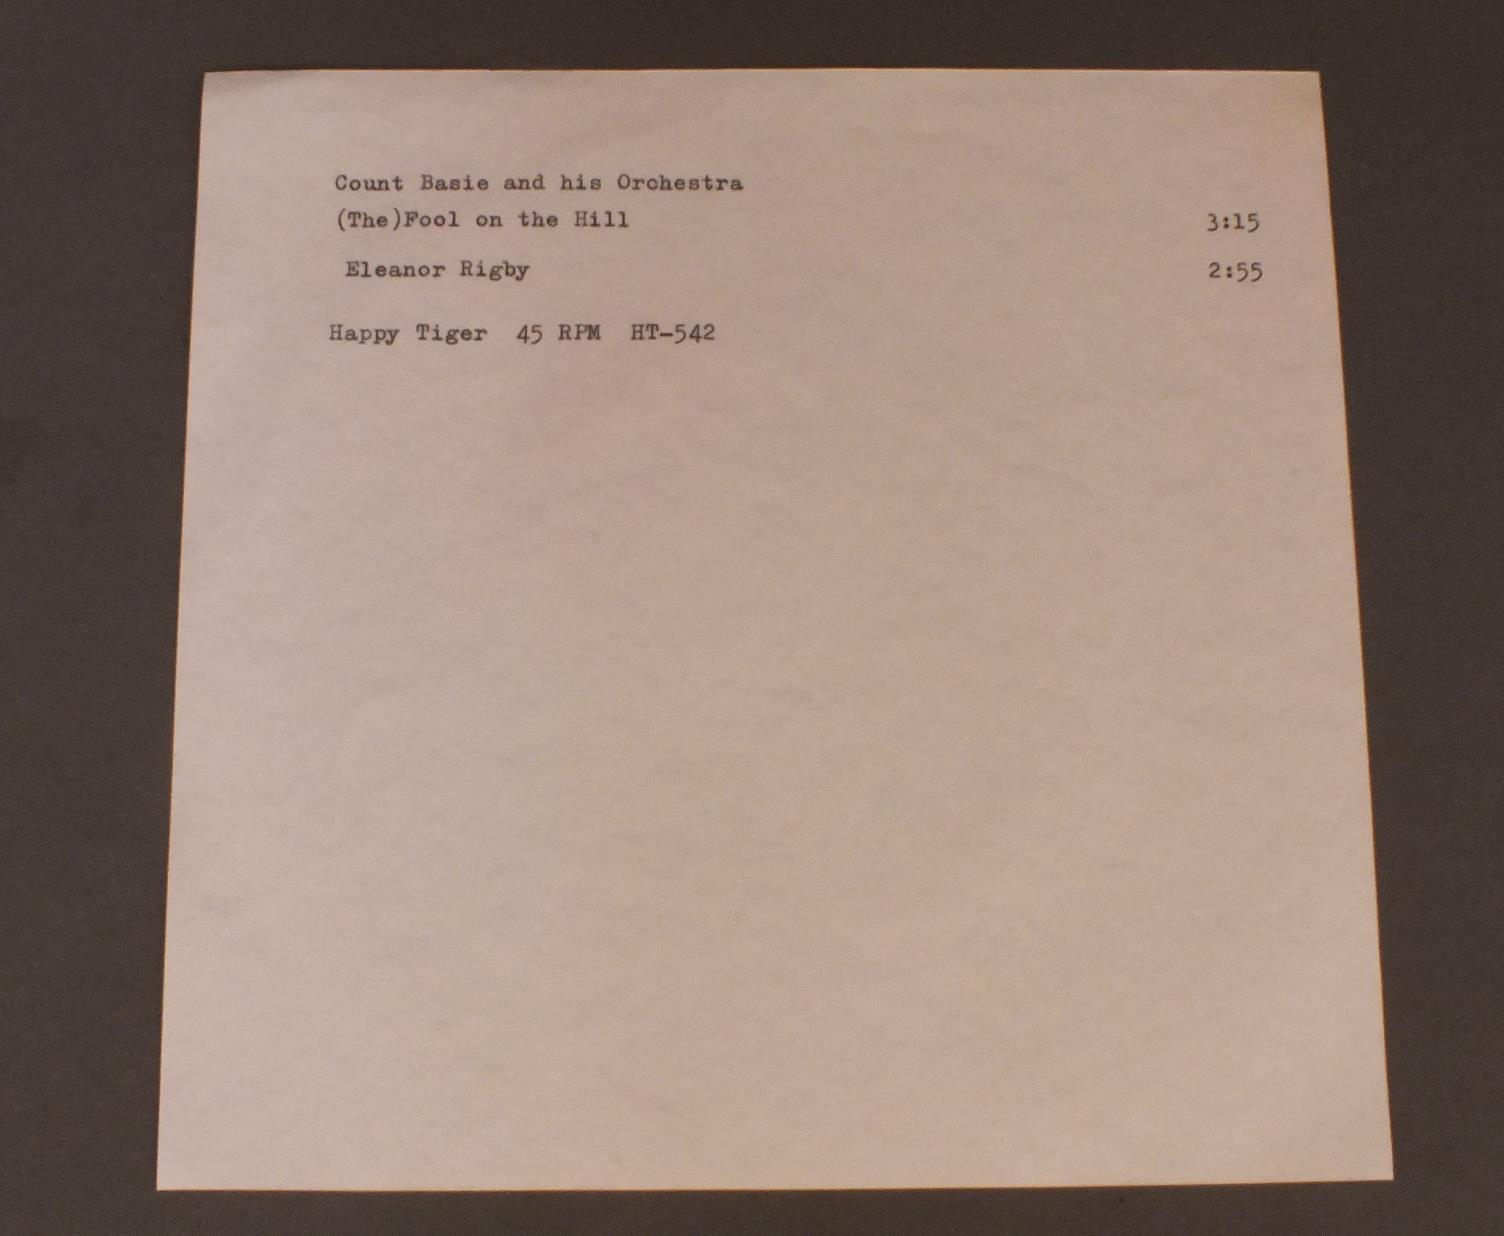 Count Basie and his Orchestra
(The)Fool on the Hill 3:15
Eleanor Rigby 2:55
Happy Tiger 45 RPM HT-542